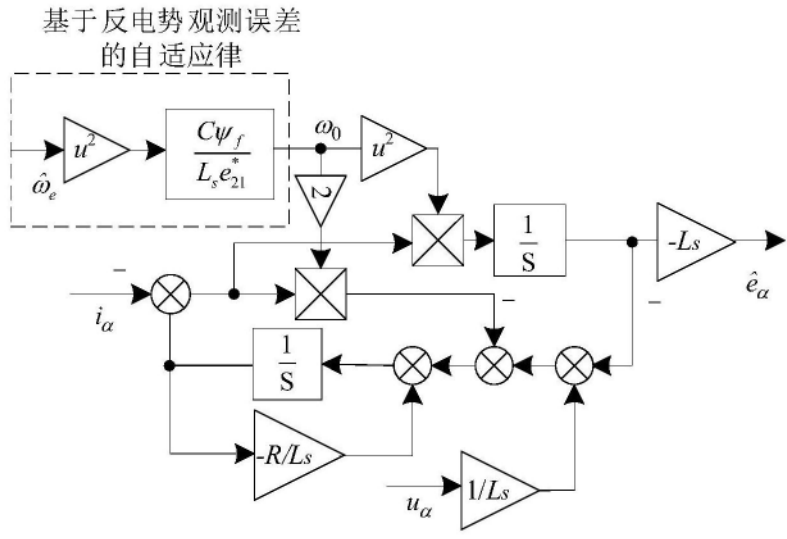 基于反电势观测误差
的自适应律
u²
Cψ_f
L_s e*_21
ω̂_e
ω_0
u²
2
1
S
-Ls
ê_α
−
−
−
i_α
1
S
-R/Ls
u_α
1/Ls